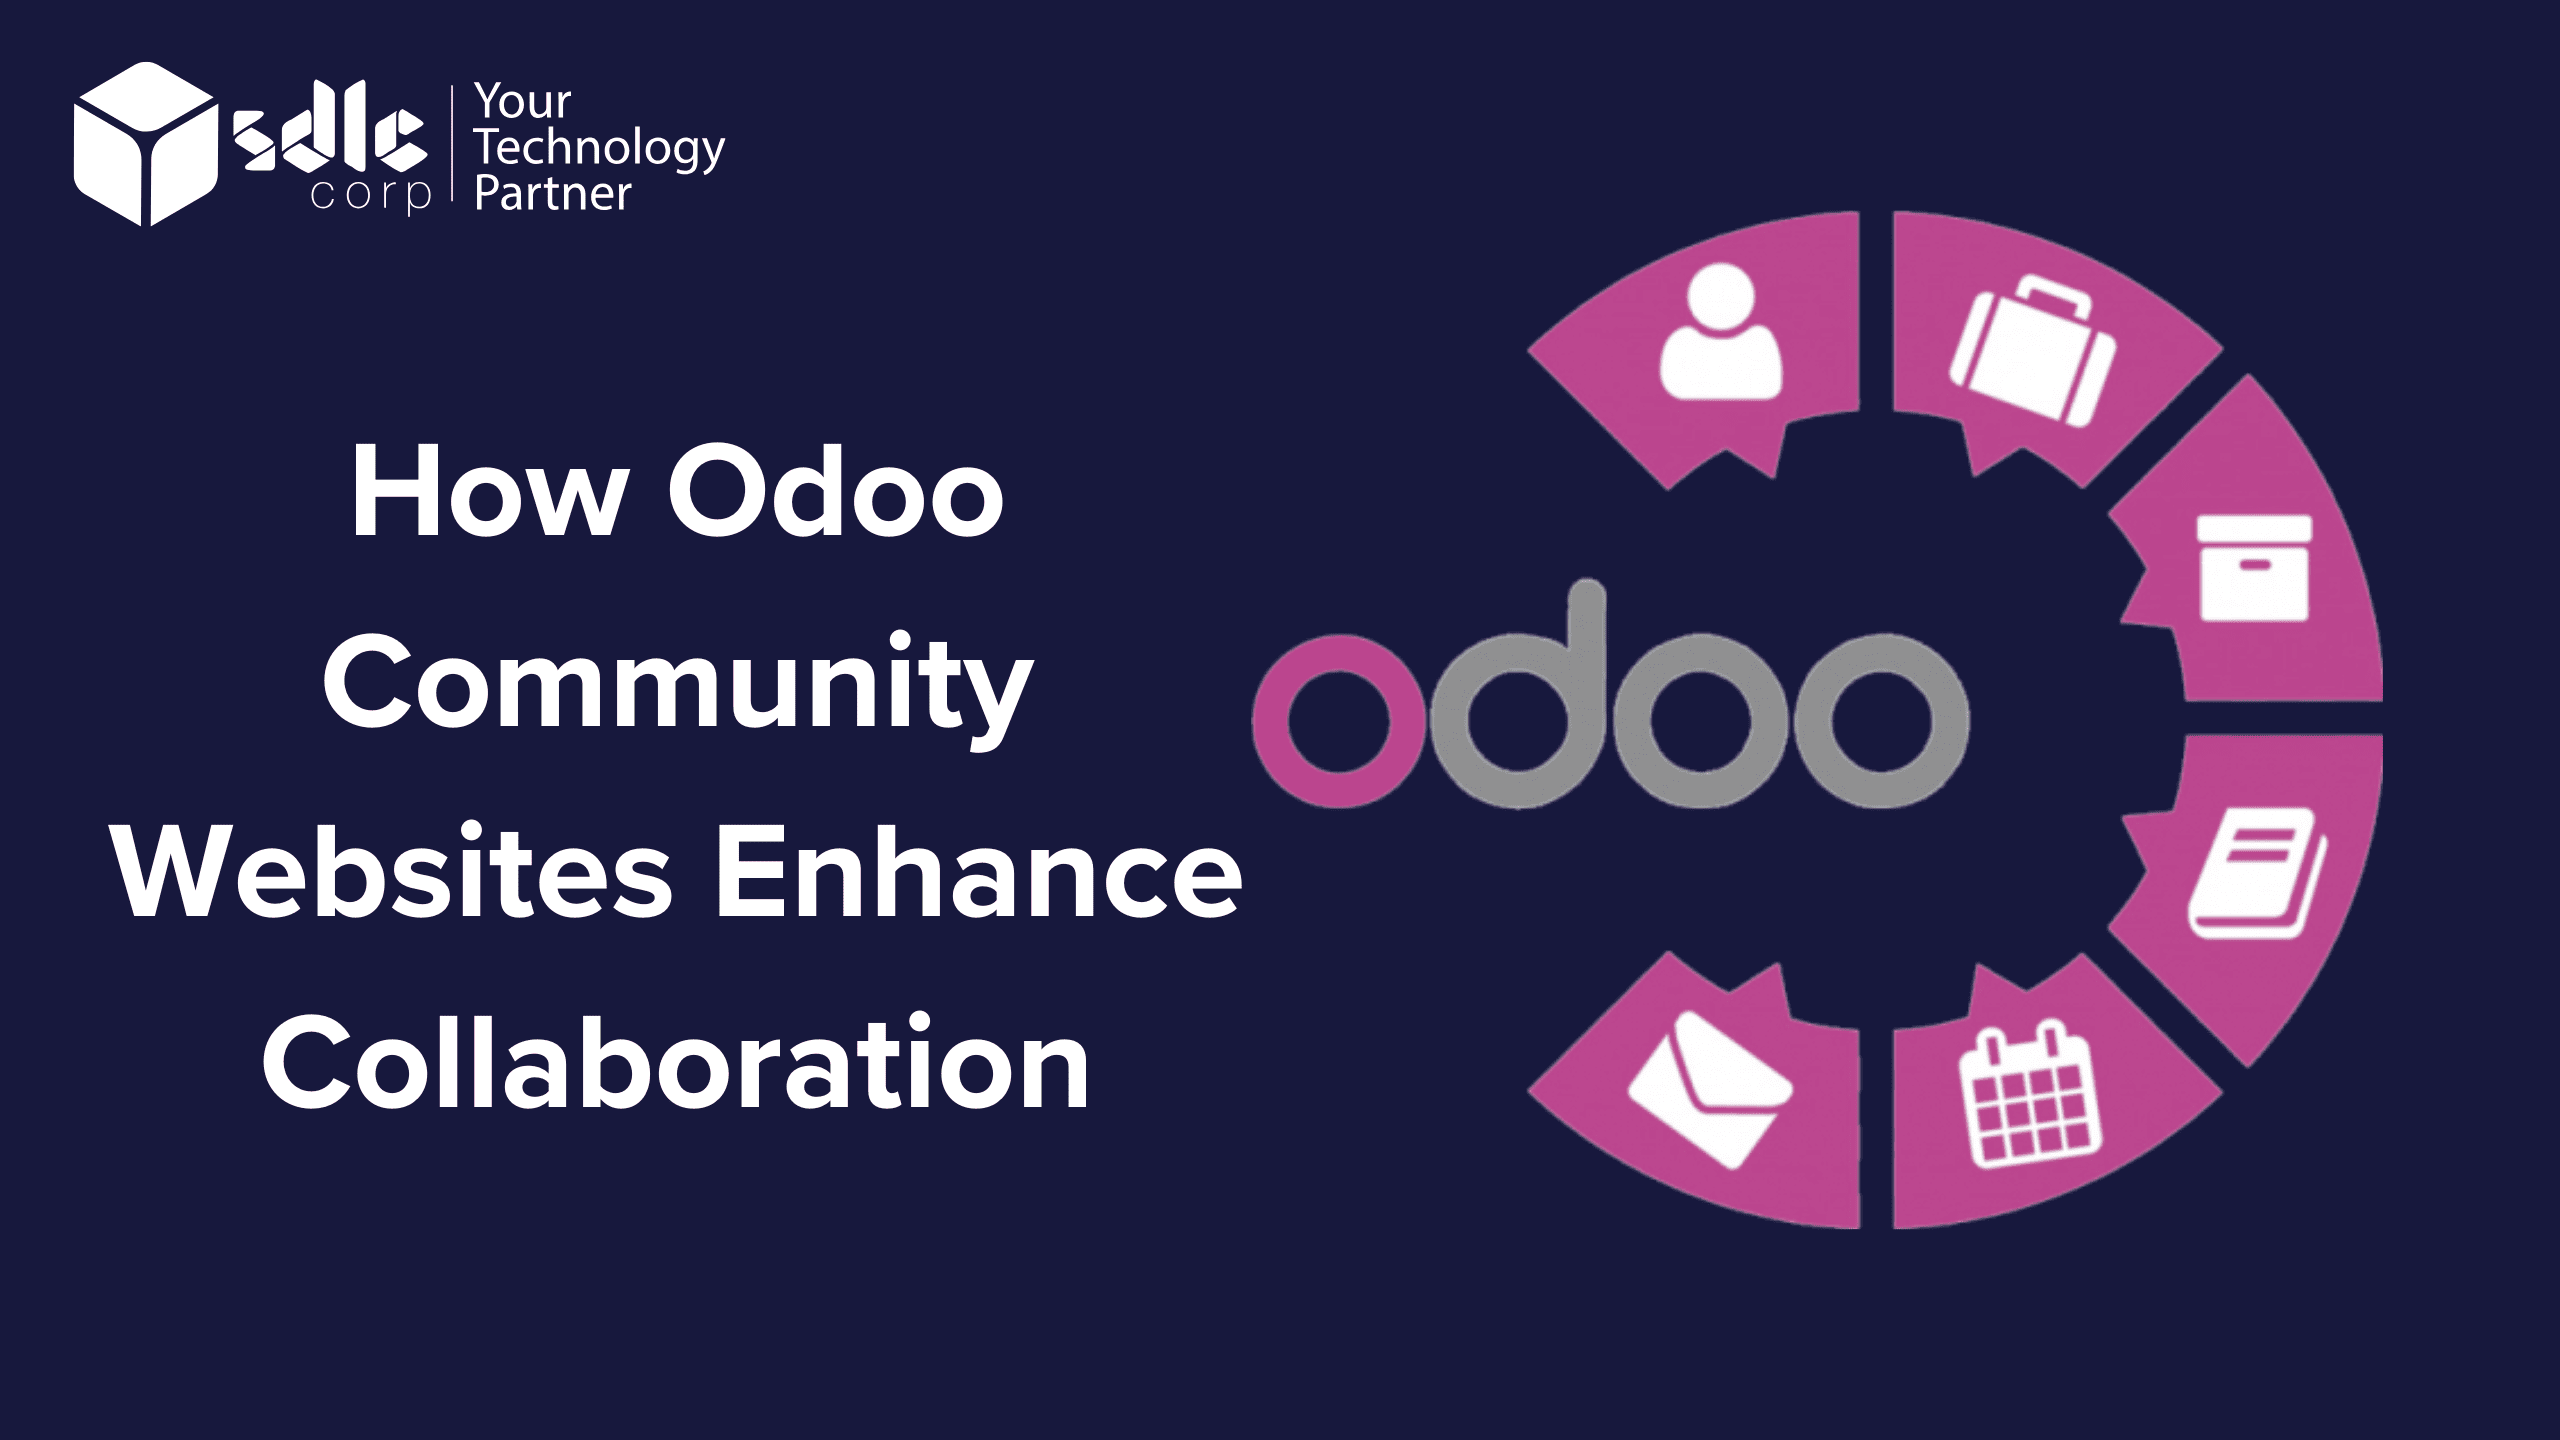 sdlc
corp
Your
Technology
Partner
How Odoo
Community
Websites Enhance
Collaboration
odoo